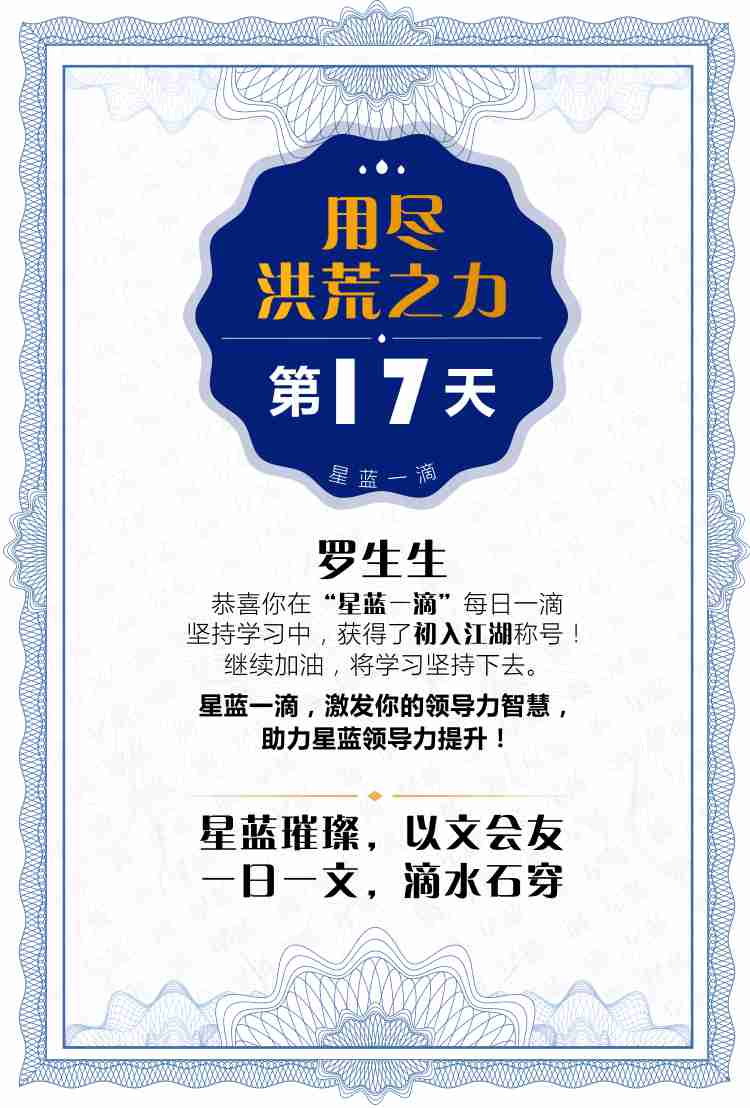 用尽
洪荒之力
第17天
星蓝一滴
罗生生
恭喜你在“星蓝一滴”每日一滴
坚持学习中，获得了初入江湖称号！
继续加油，将学习坚持下去。
星蓝一滴，激发你的领导力智慧，
助力星蓝领导力提升！
星蓝璀璨，以文会友
一日一文，滴水石穿